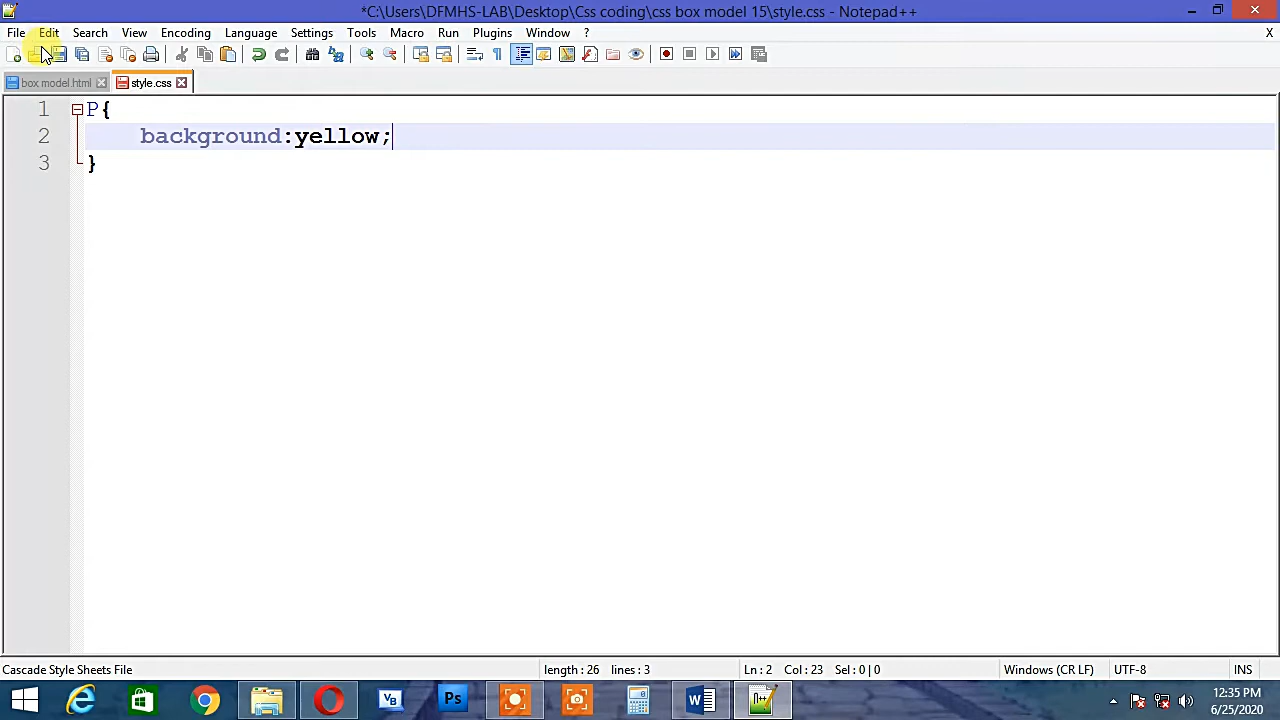 *C:\Users\DFMHS-LAB\Desktop\Css coding\css box model 15\style.css - Notepad++
File Edit Search View Encoding Language Settings Tools Macro Run Plugins Window ? X
box model.html style.css
1 P{
2 background:yellow;
3 }
Cascade Style Sheets File length : 26 lines : 3 Ln : 2 Col : 23 Sel : 0 | 0 Windows (CR LF) UTF-8 INS
12:35 PM
6/25/2020